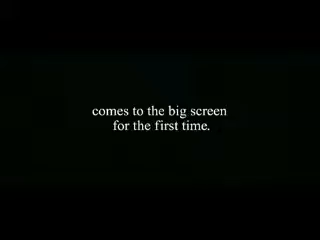 comes to the big screen
for the first time.